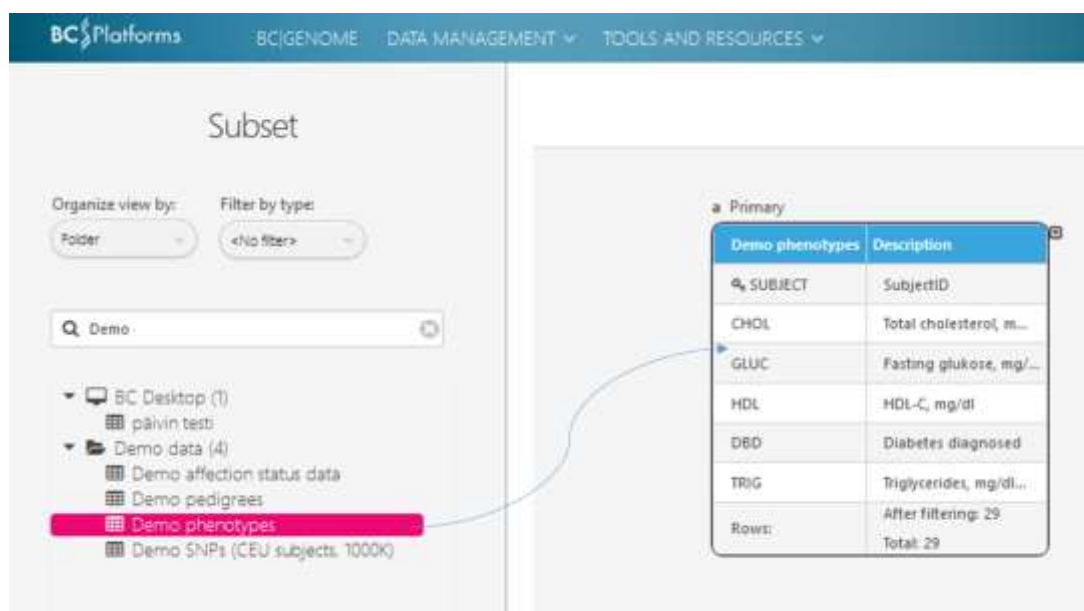 BC Platforms BC|GENOME DATA MANAGEMENT TOOLS AND RESOURCES
Subset
Organize view by: Filter by type:
Folder <No filter>
Demo
BC Desktop (1)
päivin testi
Demo data (4)
Demo affection status data
Demo pedigrees
Demo phenotypes
Demo SNPs (CEU subjects, 1000K)
a Primary
Demo phenotypes Description
SUBJECT SubjectID
CHOL Total cholesterol, m...
GLUC Fasting glukose, mg/...
HDL HDL-C, mg/dl
DBD Diabetes diagnosed
TRIG Triglycerides, mg/dl...
Rows: After filtering: 29
Total: 29